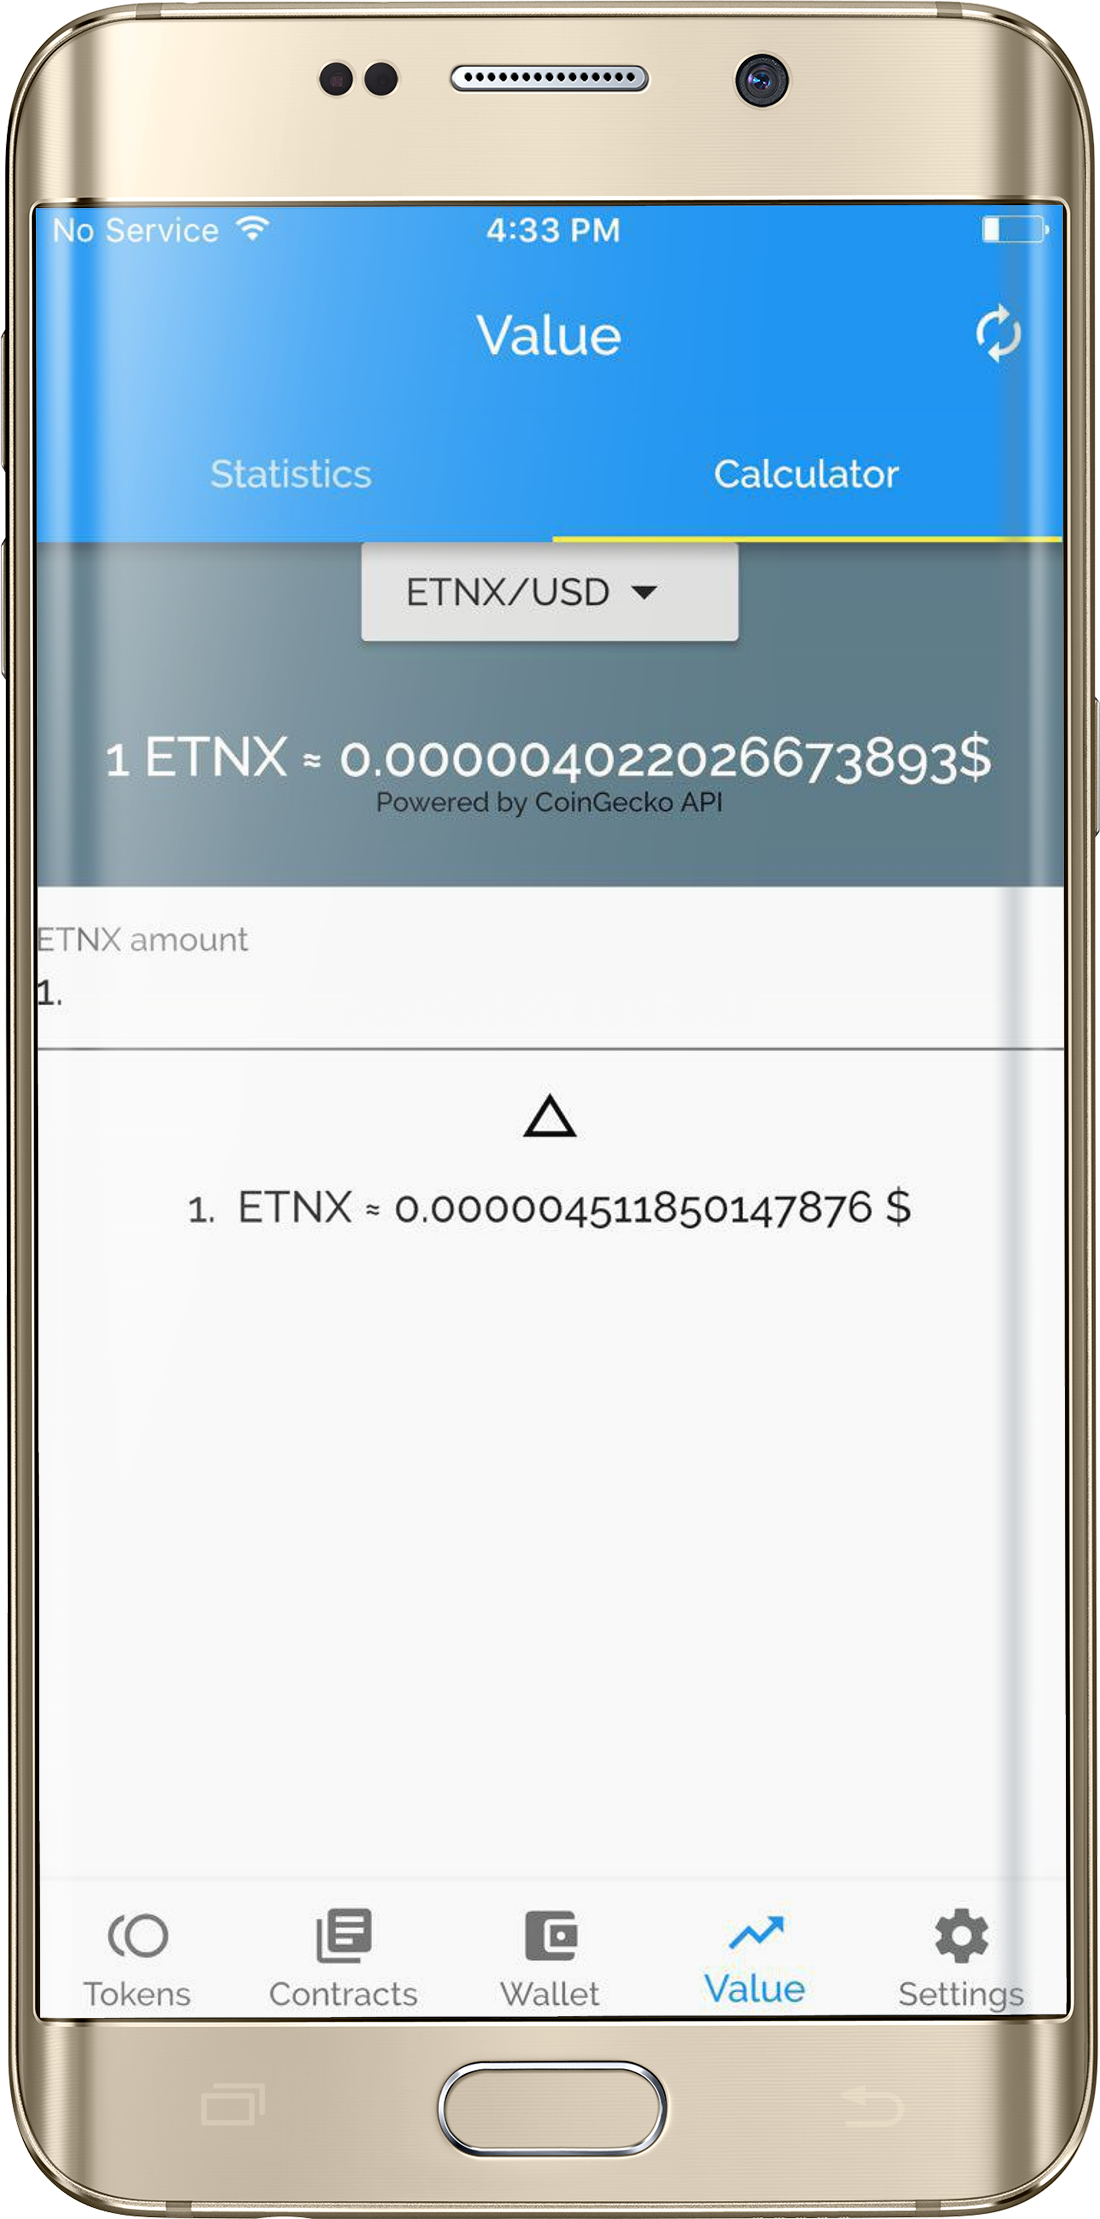 No Service 4:33 PM
Value
Statistics Calculator
ETNX/USD
1 ETNX ≈ 0.000004022026673893$
Powered by CoinGecko API
ETNX amount
1.
1. ETNX ≈ 0.000004511850147876 $
Tokens Contracts Wallet Value Settings